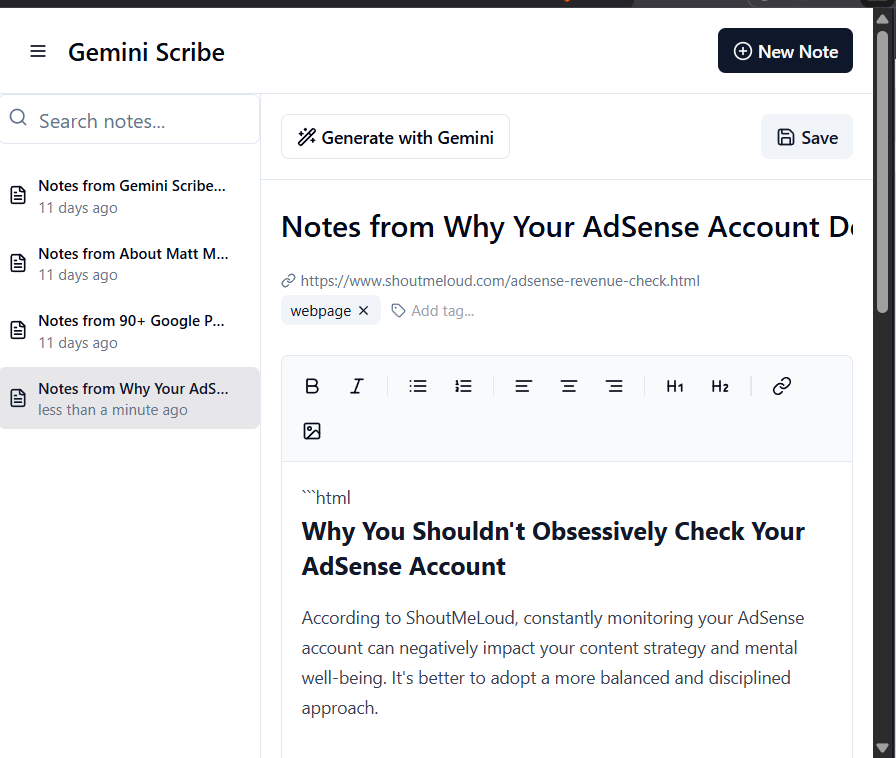 Gemini Scribe
New Note
Search notes...
Notes from Gemini Scribe...
11 days ago
Notes from About Matt M...
11 days ago
Notes from 90+ Google P...
11 days ago
Notes from Why Your AdS...
less than a minute ago
Generate with Gemini
Save
Notes from Why Your AdSense Account
https://www.shoutmeloud.com/adsense-revenue-check.html
webpage ×
Add tag...
B I H1 H2
```html
Why You Shouldn't Obsessively Check Your
AdSense Account
According to ShoutMeLoud, constantly monitoring your AdSense
account can negatively impact your content strategy and mental
well-being. It's better to adopt a more balanced and disciplined
approach.